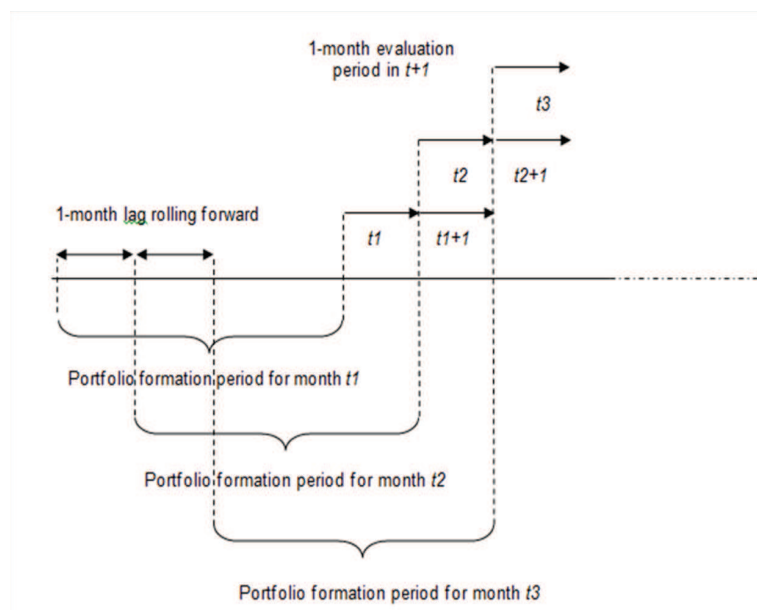 1-month evaluation
period in t+1
t3
t2
t2+1
1-month lag rolling forward
t1
t1+1
Portfolio formation period for month t1
Portfolio formation period for month t2
Portfolio formation period for month t3